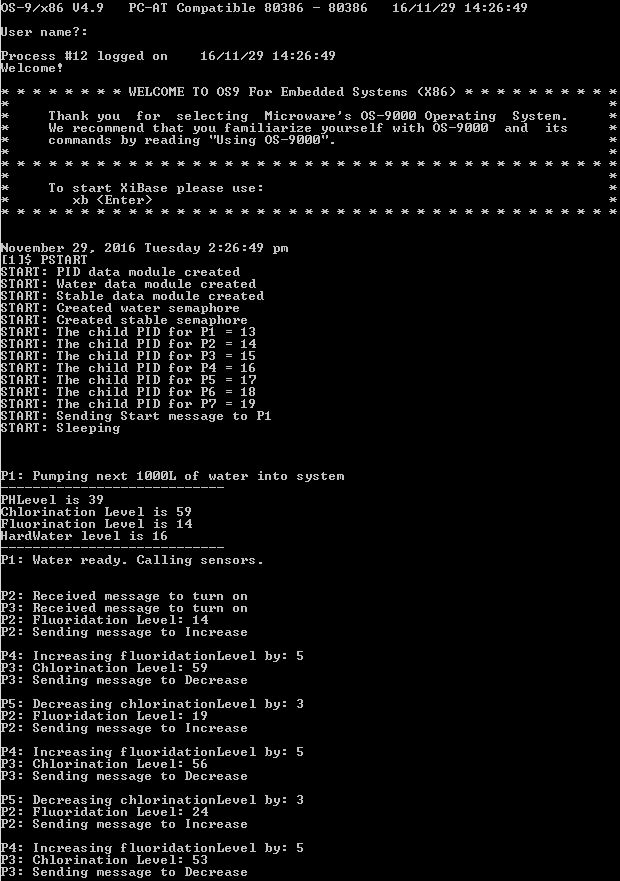 OS-9/x86 V4.9   PC-AT Compatible 80386 - 80386   16/11/29 14:26:49
User name?:
Process #12 logged on    16/11/29 14:26:49
Welcome!
* * * * * * * * WELCOME TO OS9 For Embedded Systems (X86) * * * * * * * * * *
*                                                                           *
*     Thank you  for  selecting  Microware's OS-9000 Operating  System.     *
*     We recommend that you familiarize yourself with OS-9000  and  its     *
*     commands by reading "Using OS-9000".                                  *
*                                                                           *
* * * * * * * * * * * * * * * * * * * * * * * * * * * * * * * * * * * * * * *
*                                                                           *
*     To start XiBase please use:                                           *
*        xb <Enter>                                                         *
* * * * * * * * * * * * * * * * * * * * * * * * * * * * * * * * * * * * * * *
November 29, 2016 Tuesday 2:26:49 pm
[1]$ PSTART
START: PID data module created
START: Water data module created
START: Stable data module created
START: Created water semaphore
START: Created stable semaphore
START: The child PID for P1 = 13
START: The child PID for P2 = 14
START: The child PID for P3 = 15
START: The child PID for P4 = 16
START: The child PID for P5 = 17
START: The child PID for P6 = 18
START: The child PID for P7 = 19
START: Sending Start message to P1
START: Sleeping
P1: Pumping next 1000L of water into system
----------------------------
PHLevel is 39
Chlorination Level is 59
Fluorination Level is 14
HardWater level is 16
----------------------------
P1: Water ready. Calling sensors.
P2: Received message to turn on
P3: Received message to turn on
P2: Fluoridation Level: 14
P2: Sending message to Increase
P4: Increasing fluoridationLevel by: 5
P3: Chlorination Level: 59
P3: Sending message to Decrease
P5: Decreasing chlorinationLevel by: 3
P2: Fluoridation Level: 19
P2: Sending message to Increase
P4: Increasing fluoridationLevel by: 5
P3: Chlorination Level: 56
P3: Sending message to Decrease
P5: Decreasing chlorinationLevel by: 3
P2: Fluoridation Level: 24
P2: Sending message to Increase
P4: Increasing fluoridationLevel by: 5
P3: Chlorination Level: 53
P3: Sending message to Decrease